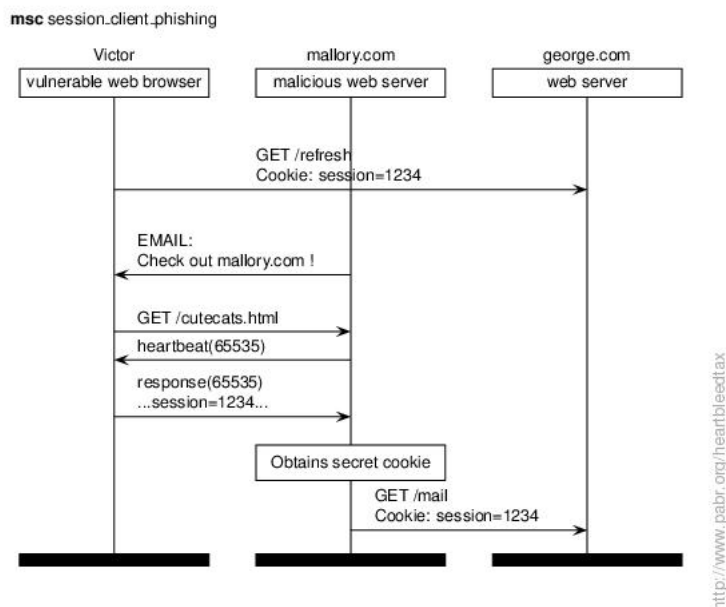 msc session_client_phishing
Victor
mallory.com
george.com
vulnerable web browser
malicious web server
web server
GET /refresh
Cookie: session=1234
EMAIL:
Check out mallory.com !
GET /cutecats.html
heartbeat(65535)
response(65535)
...session=1234...
Obtains secret cookie
GET /mail
Cookie: session=1234
http://www.pabr.org/heartbleedtax